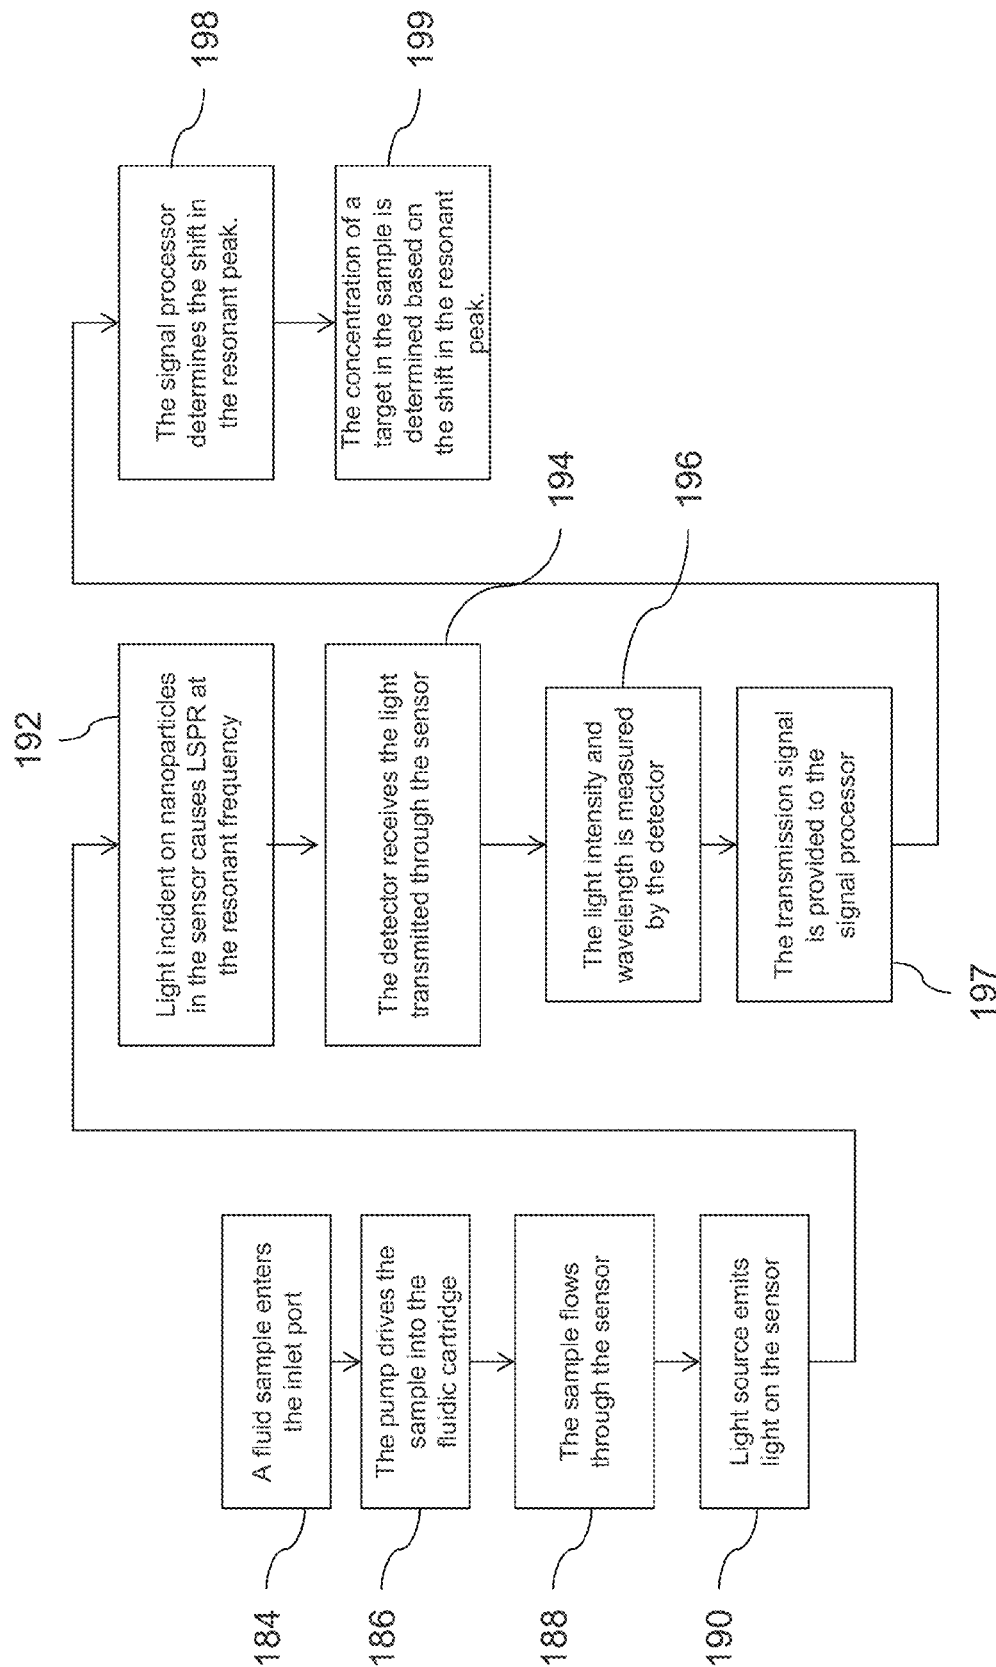 184
A fluid sample enters
the inlet port
186
The pump drives the
sample into the
fluidic cartridge
188
The sample flows
through the sensor
190
Light source emits
light on the sensor
192
Light incident on nanoparticles
in the sensor causes LSPR at
the resonant frequency
The detector receives the light
transmitted through the sensor
194
The light intensity and
wavelength is measured
by the detector
196
The transmission signal
is provided to the
signal processor
197
The signal processor
determines the shift in
the resonant peak.
198
The concentration of a
target in the sample is
determined based on
the shift in the resonant
peak.
199